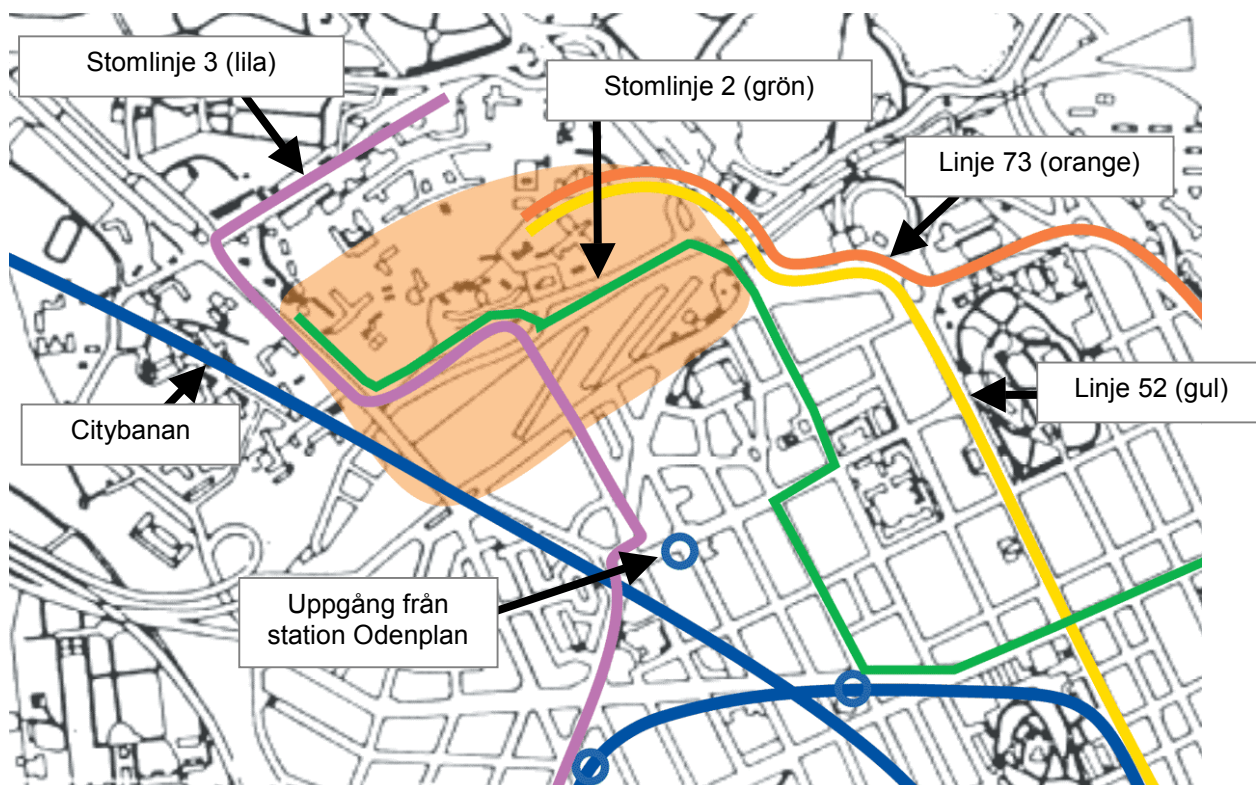 Stomlinje 3 (lila)
Stomlinje 2 (grön)
Linje 73 (orange)
Linje 52 (gul)
Citybanan
Uppgång från
station Odenplan